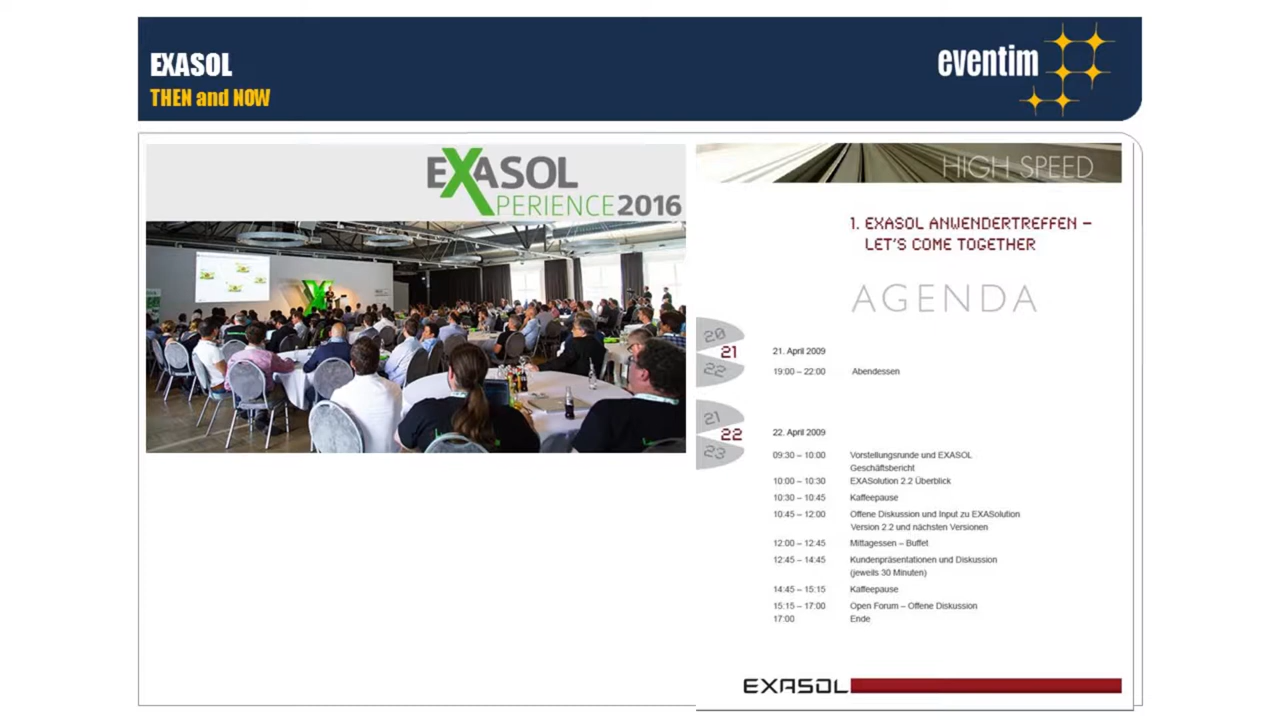 EXASOL
THEN and NOW
eventim
EXASOL
XPERIENCE2016
HIGH SPEED
1. EXASOL ANWENDERTREFFEN –
LET'S COME TOGETHER
AGENDA
20
21
22
21. April 2009
19:00 – 22:00 Abendessen
21
22
23
22. April 2009
09:30 – 10:00 Vorstellungsrunde und EXASOL
Geschäftsbericht
10:00 – 10:30 EXASolution 2.2 Überblick
10:30 – 10:45 Kaffeepause
10:45 – 12:00 Offene Diskussion und Input zu EXASolution
Version 2.2 und nächsten Versionen
12:00 – 12:45 Mittagessen – Buffet
12:45 – 14:45 Kundenpräsentationen und Diskussion
(jeweils 30 Minuten)
14:45 – 15:15 Kaffeepause
15:15 – 17:00 Open Forum – Offene Diskussion
17:00 Ende
EXASOL